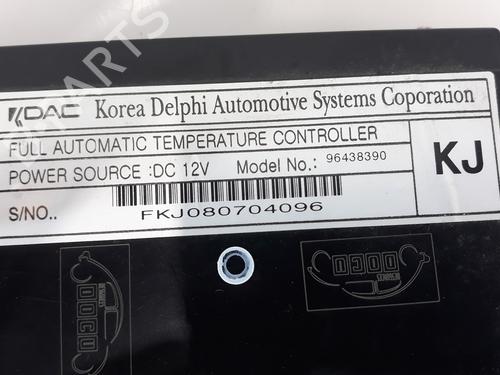 KDAC Korea Delphi Automotive Systems Coporation
FULL AUTOMATIC TEMPERATURE CONTROLLER
POWER SOURCE :DC 12V Model No.: 96438390
KJ
S/NO..
FKJ080704096
PARTS